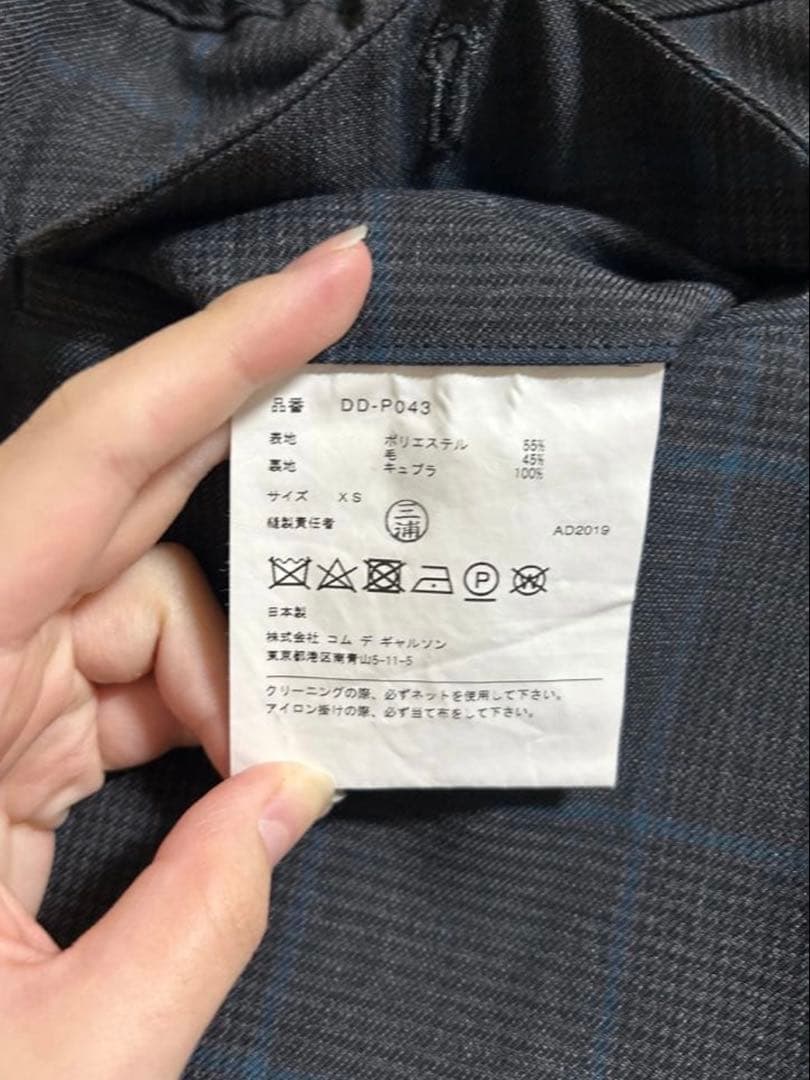 品番 DD-P043
表地 ポリエステル 55%
毛 45%
裏地 キュプラ 100%
サイズ XS
縫製責任者 三浦 AD2019
P W
日本製
株式会社 コム デ ギャルソン
東京都港区南青山5-11-5
クリーニングの際、必ずネットを使用して下さい。
アイロン掛けの際、必ず当て布をして下さい。